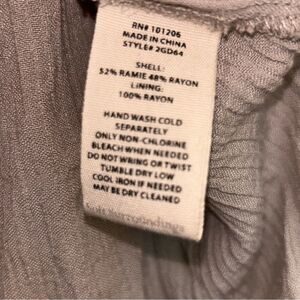 RN# 101206
MADE IN CHINA
STYLE# 2GD64
SHELL:
52% RAMIE 48% RAYON
LINING:
100% RAYON
HAND WASH COLD
SEPARATELY
ONLY NON-CHLORINE
BLEACH WHEN NEEDED
DO NOT WRING OR TWIST
TUMBLE DRY LOW
COOL IRON IF NEEDED
MAY BE DRY CLEANED
soft surroundings